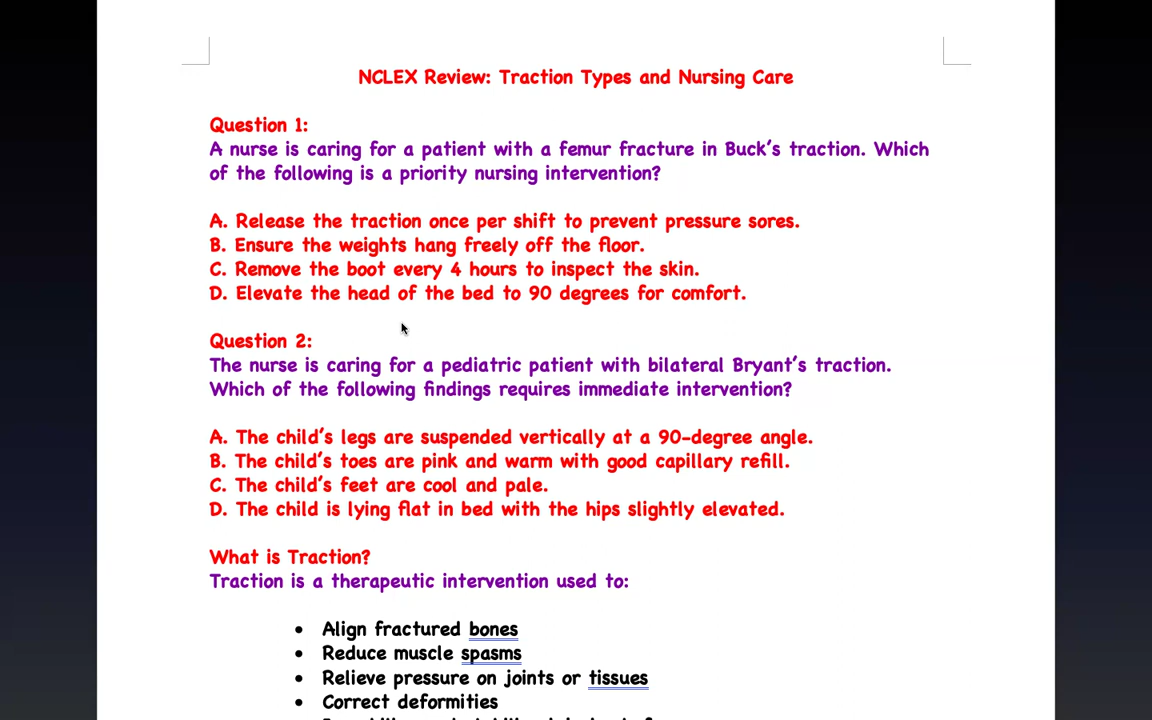 NCLEX Review: Traction Types and Nursing Care
Question 1:
A nurse is caring for a patient with a femur fracture in Buck's traction. Which
of the following is a priority nursing intervention?
A. Release the traction once per shift to prevent pressure sores.
B. Ensure the weights hang freely off the floor.
C. Remove the boot every 4 hours to inspect the skin.
D. Elevate the head of the bed to 90 degrees for comfort.
Question 2:
The nurse is caring for a pediatric patient with bilateral Bryant's traction.
Which of the following findings requires immediate intervention?
A. The child's legs are suspended vertically at a 90-degree angle.
B. The child's toes are pink and warm with good capillary refill.
C. The child's feet are cool and pale.
D. The child is lying flat in bed with the hips slightly elevated.
What is Traction?
Traction is a therapeutic intervention used to:
• Align fractured bones
• Reduce muscle spasms
• Relieve pressure on joints or tissues
• Correct deformities